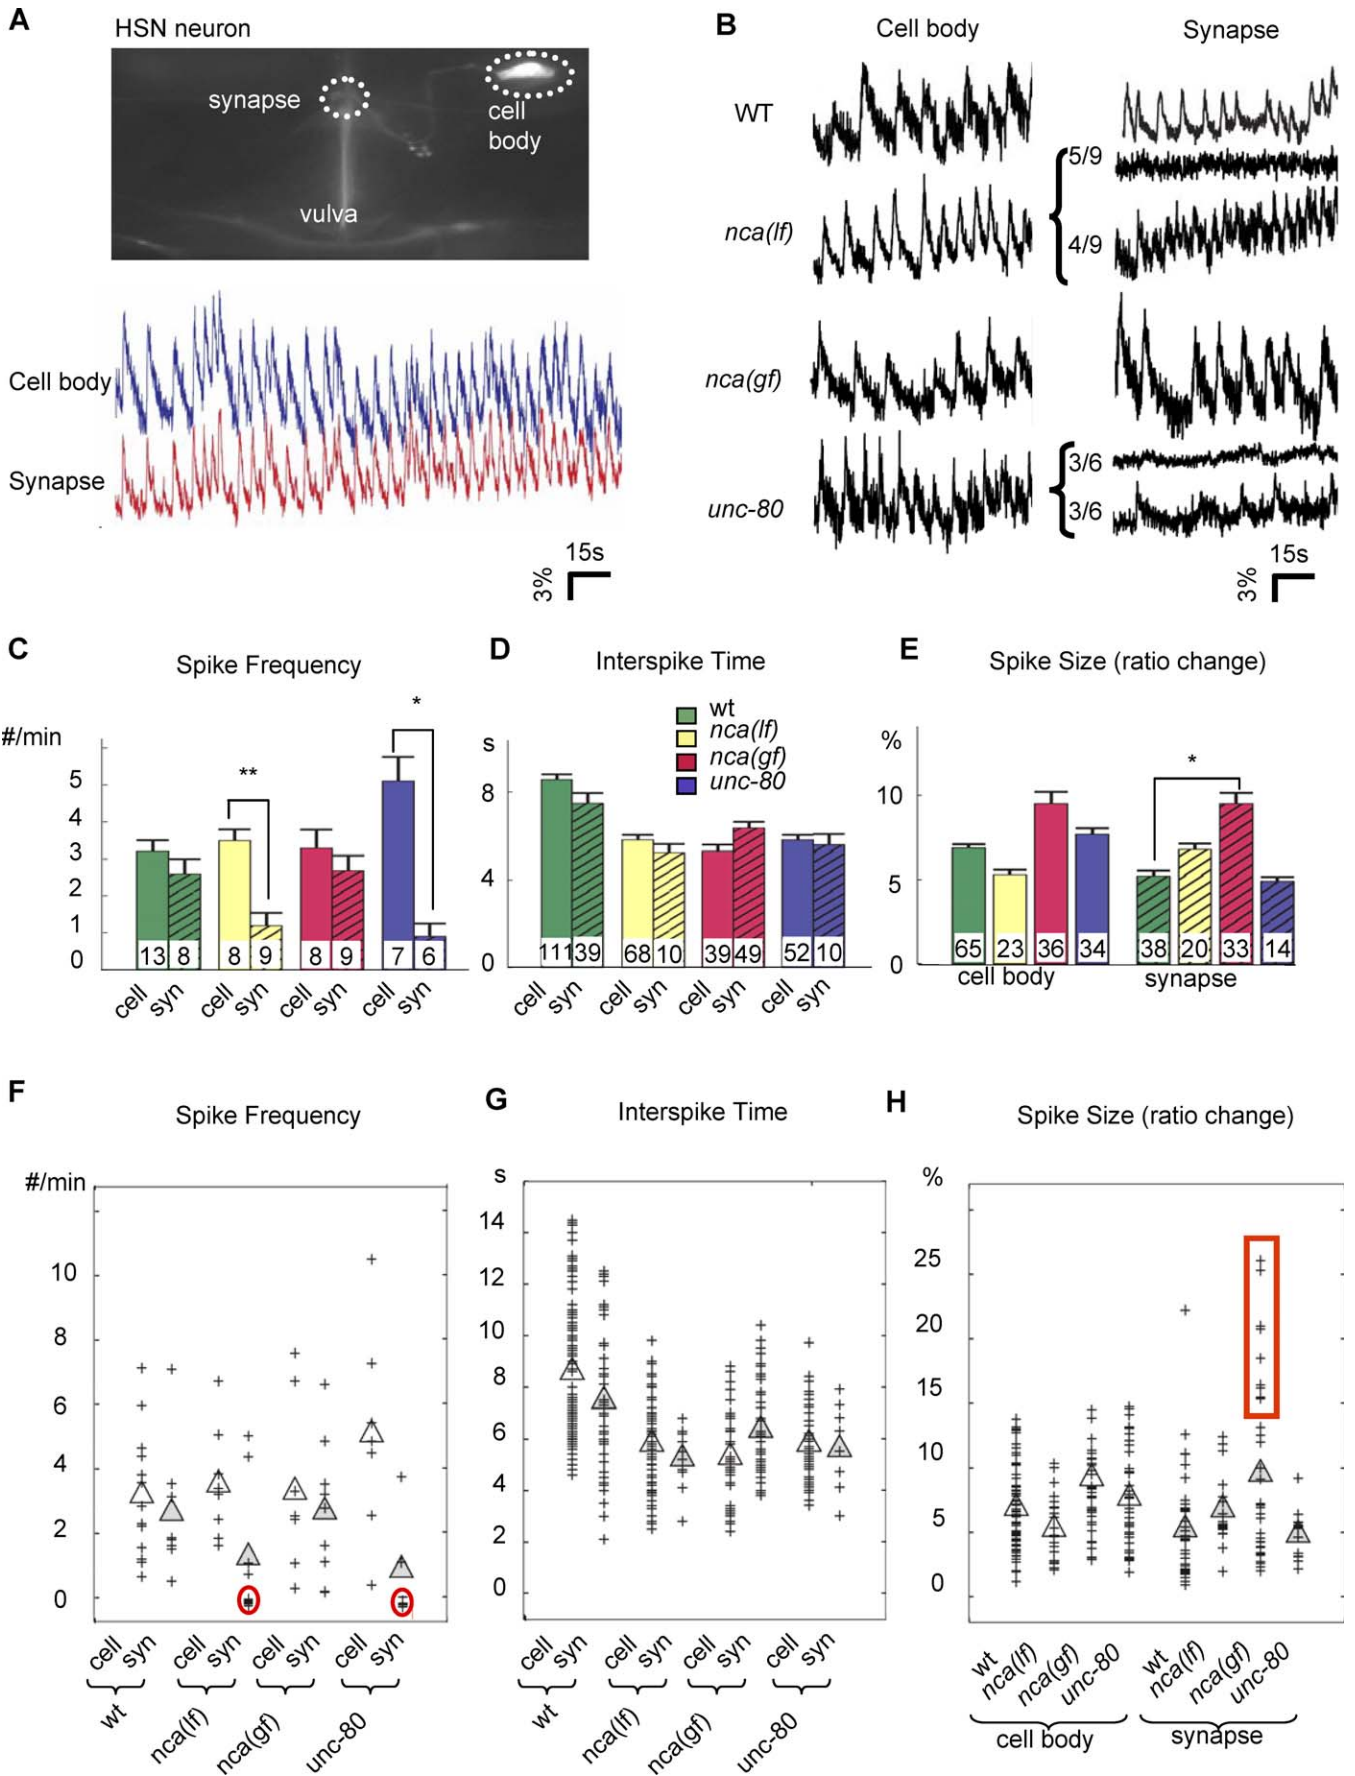 A
HSN neuron
synapse
cell
body
vulva
Cell body
Synapse
3%
15s
B
Cell body
Synapse
WT
5/9
nca(lf)
4/9
nca(gf)
3/6
unc-80
3/6
3%
15s
C
Spike Frequency
#/min
5
4
3
2
1
0
**
*
13 8 8 9 8 9 7 6
cell syn cell syn cell syn cell syn
D
Interspike Time
wt
nca(lf)
nca(gf)
unc-80
s
8
4
0
111 39 68 10 39 49 52 10
cell syn cell syn cell syn cell syn
E
Spike Size (ratio change)
%
10
5
0
*
65 23 36 34 38 20 33 14
cell body synapse
F
Spike Frequency
#/min
10
8
6
4
2
0
cell syn cell syn cell syn cell syn
wt nca(lf) nca(gf) unc-80
G
Interspike Time
s
14
12
10
8
6
4
2
0
cell syn cell syn cell syn cell syn
wt nca(lf) nca(gf) unc-80
H
Spike Size (ratio change)
%
25
20
15
10
5
0
wt nca(lf) nca(gf) unc-80 wt nca(lf) nca(gf) unc-80
cell body synapse